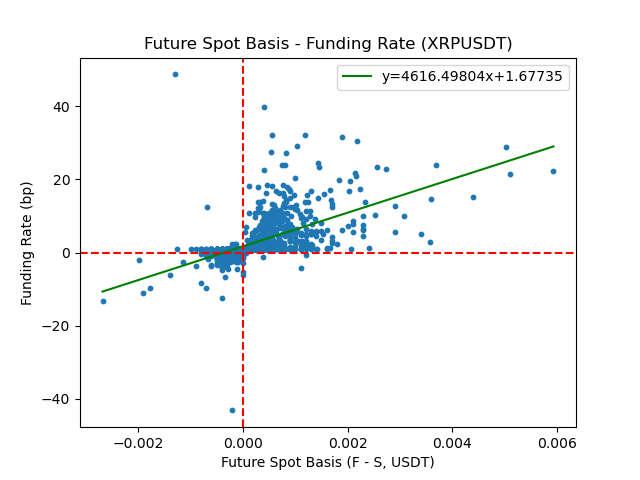 Future Spot Basis - Funding Rate (XRPUSDT)
y=4616.49804x+1.67735
Funding Rate (bp)
40
20
0
−20
−40
−0.002 0.000 0.002 0.004 0.006
Future Spot Basis (F - S, USDT)